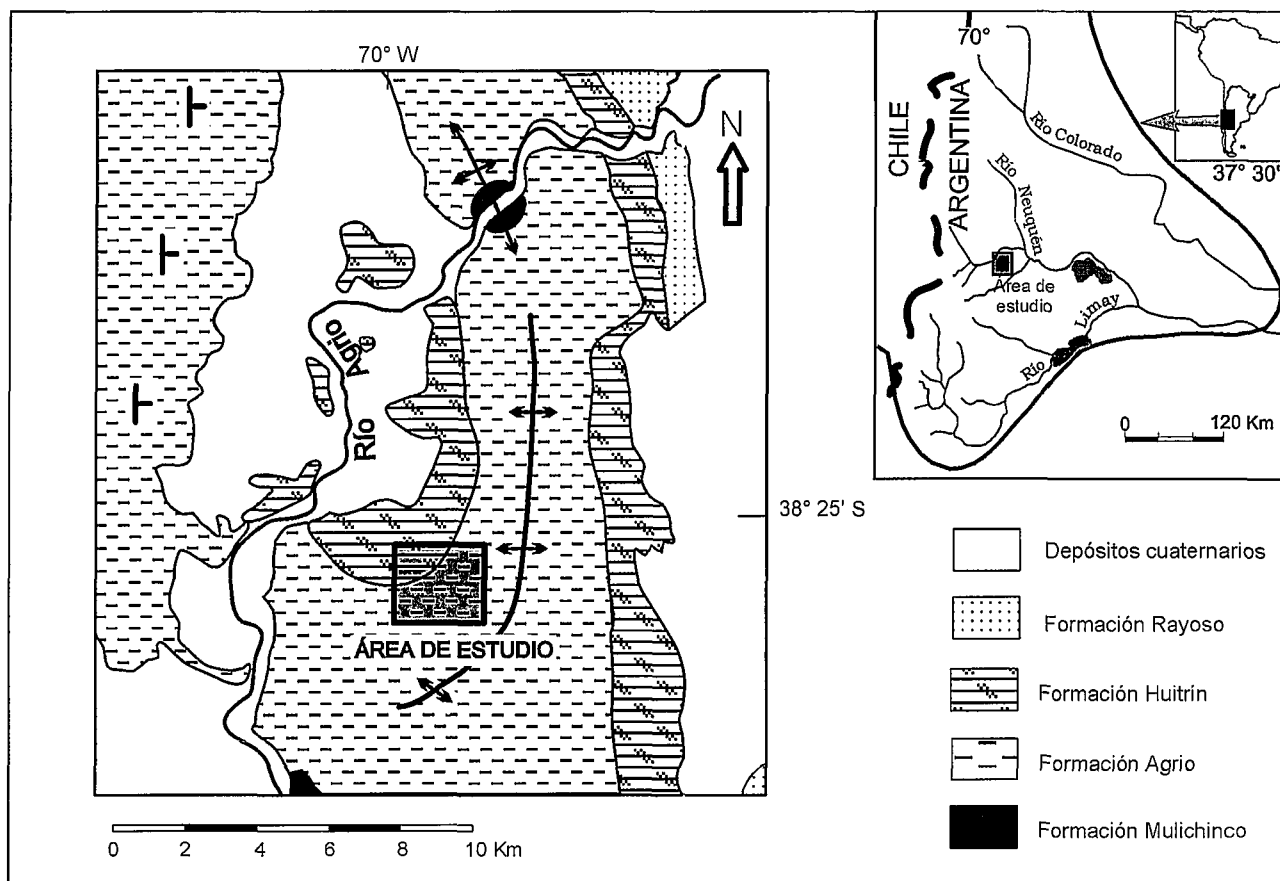 70° W
N
Río Agrio
38° 25' S
ÁREA DE ESTUDIO
0 2 4 6 8 10 Km
70°
CHILE
ARGENTINA
Río Colorado
Río Neuquén
37° 30'
Área de
estudio
Río Limay
0 120 Km
Depósitos cuaternarios
Formación Rayoso
Formación Huitrín
Formación Agrio
Formación Mulichinco